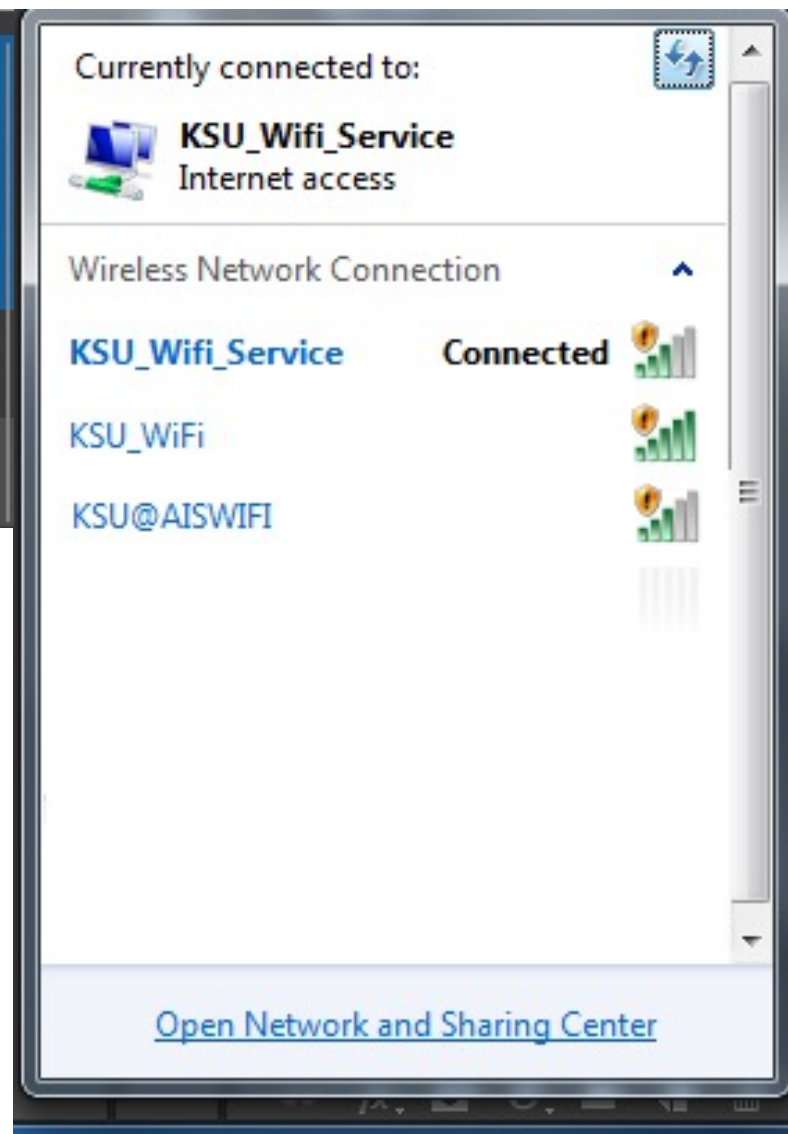 Currently connected to:
KSU_Wifi_Service
Internet access
Wireless Network Connection
KSU_Wifi_Service Connected
KSU_WiFi
KSU@AISWIFI
Open Network and Sharing Center